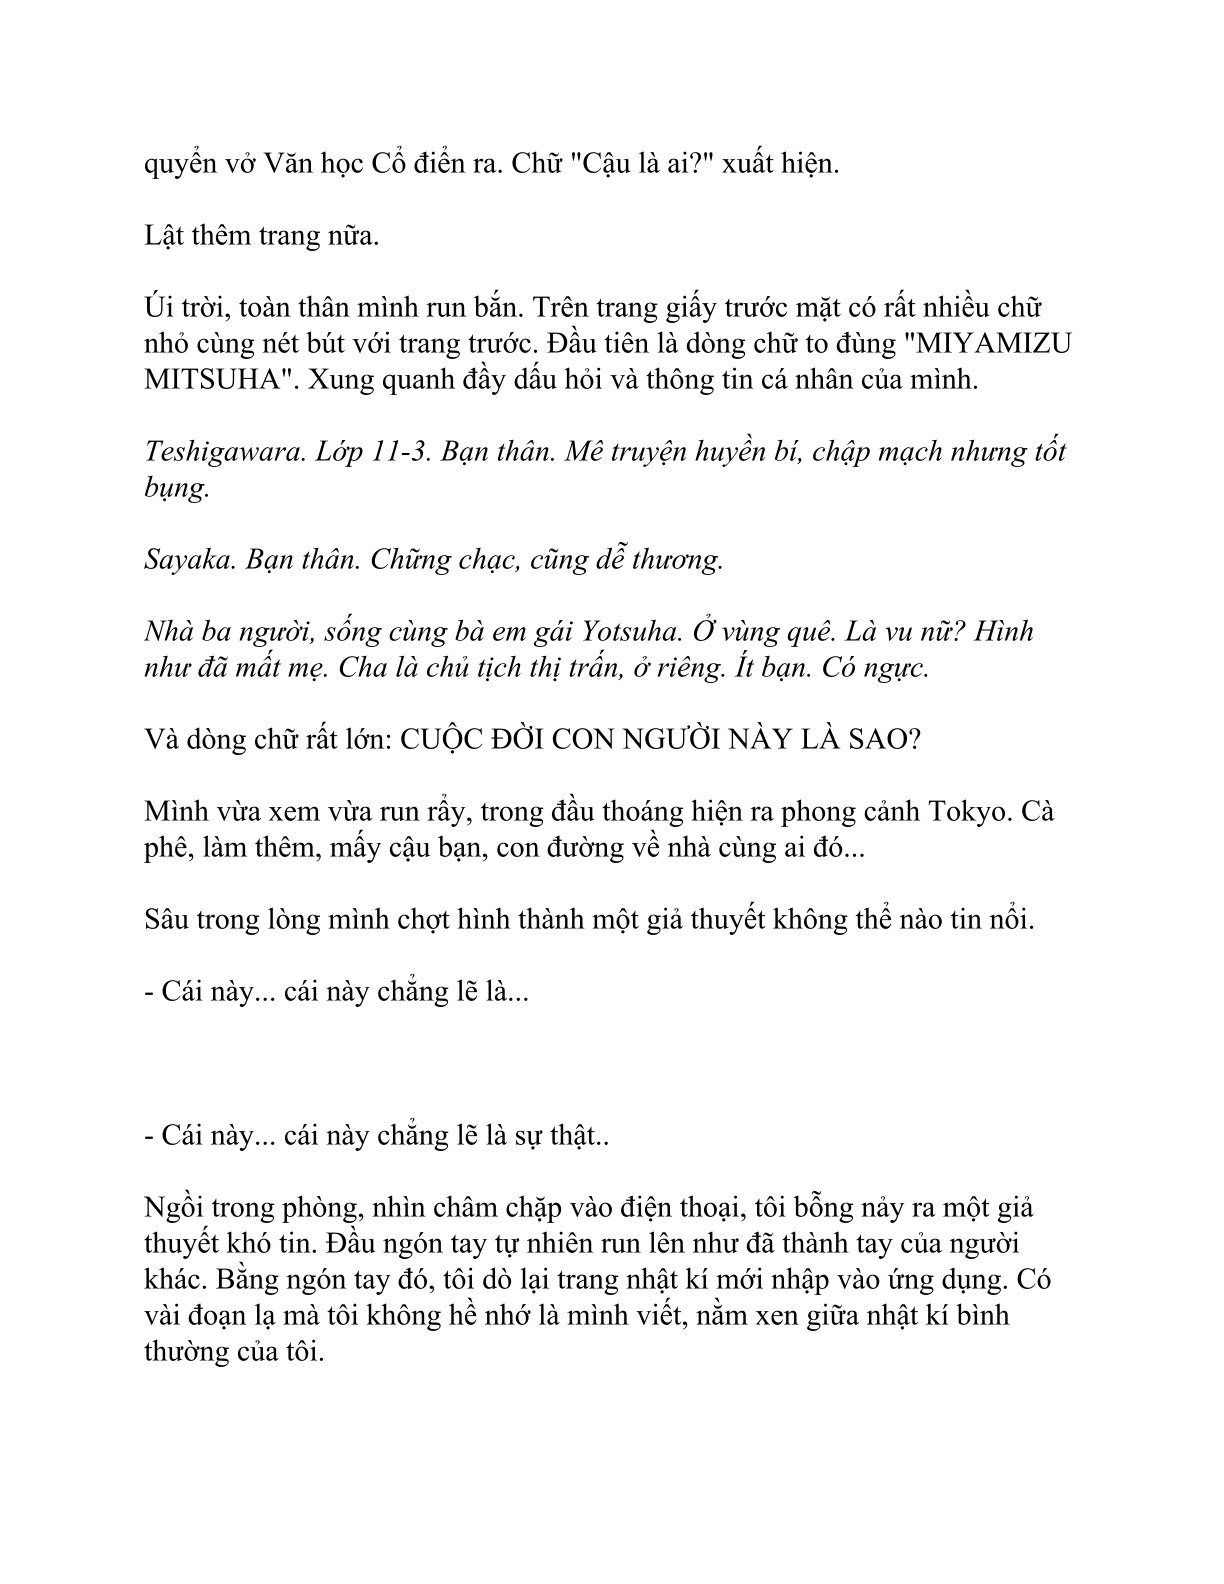 quyển vở Văn học Cổ điển ra. Chữ "Cậu là ai?" xuất hiện.
Lật thêm trang nữa.
Úi trời, toàn thân mình run bắn. Trên trang giấy trước mặt có rất nhiều chữ
nhỏ cùng nét bút với trang trước. Đầu tiên là dòng chữ to đùng "MIYAMIZU
MITSUHA". Xung quanh đầy dấu hỏi và thông tin cá nhân của mình.
Teshigawara. Lớp 11-3. Bạn thân. Mê truyện huyền bí, chập mạch nhưng tốt
bụng.
Sayaka. Bạn thân. Chững chạc, cũng dễ thương.
Nhà ba người, sống cùng bà em gái Yotsuha. Ở vùng quê. Là vu nữ? Hình
như đã mất mẹ. Cha là chủ tịch thị trấn, ở riêng. Ít bạn. Có ngực.
Và dòng chữ rất lớn: CUỘC ĐỜI CON NGƯỜI NÀY LÀ SAO?
Mình vừa xem vừa run rẩy, trong đầu thoáng hiện ra phong cảnh Tokyo. Cà
phê, làm thêm, mấy cậu bạn, con đường về nhà cùng ai đó...
Sâu trong lòng mình chợt hình thành một giả thuyết không thể nào tin nổi.
- Cái này... cái này chẳng lẽ là...
- Cái này... cái này chẳng lẽ là sự thật..
Ngồi trong phòng, nhìn châm chặp vào điện thoại, tôi bỗng nảy ra một giả
thuyết khó tin. Đầu ngón tay tự nhiên run lên như đã thành tay của người
khác. Bằng ngón tay đó, tôi dò lại trang nhật kí mới nhập vào ứng dụng. Có
vài đoạn lạ mà tôi không hề nhớ là mình viết, nằm xen giữa nhật kí bình
thường của tôi.